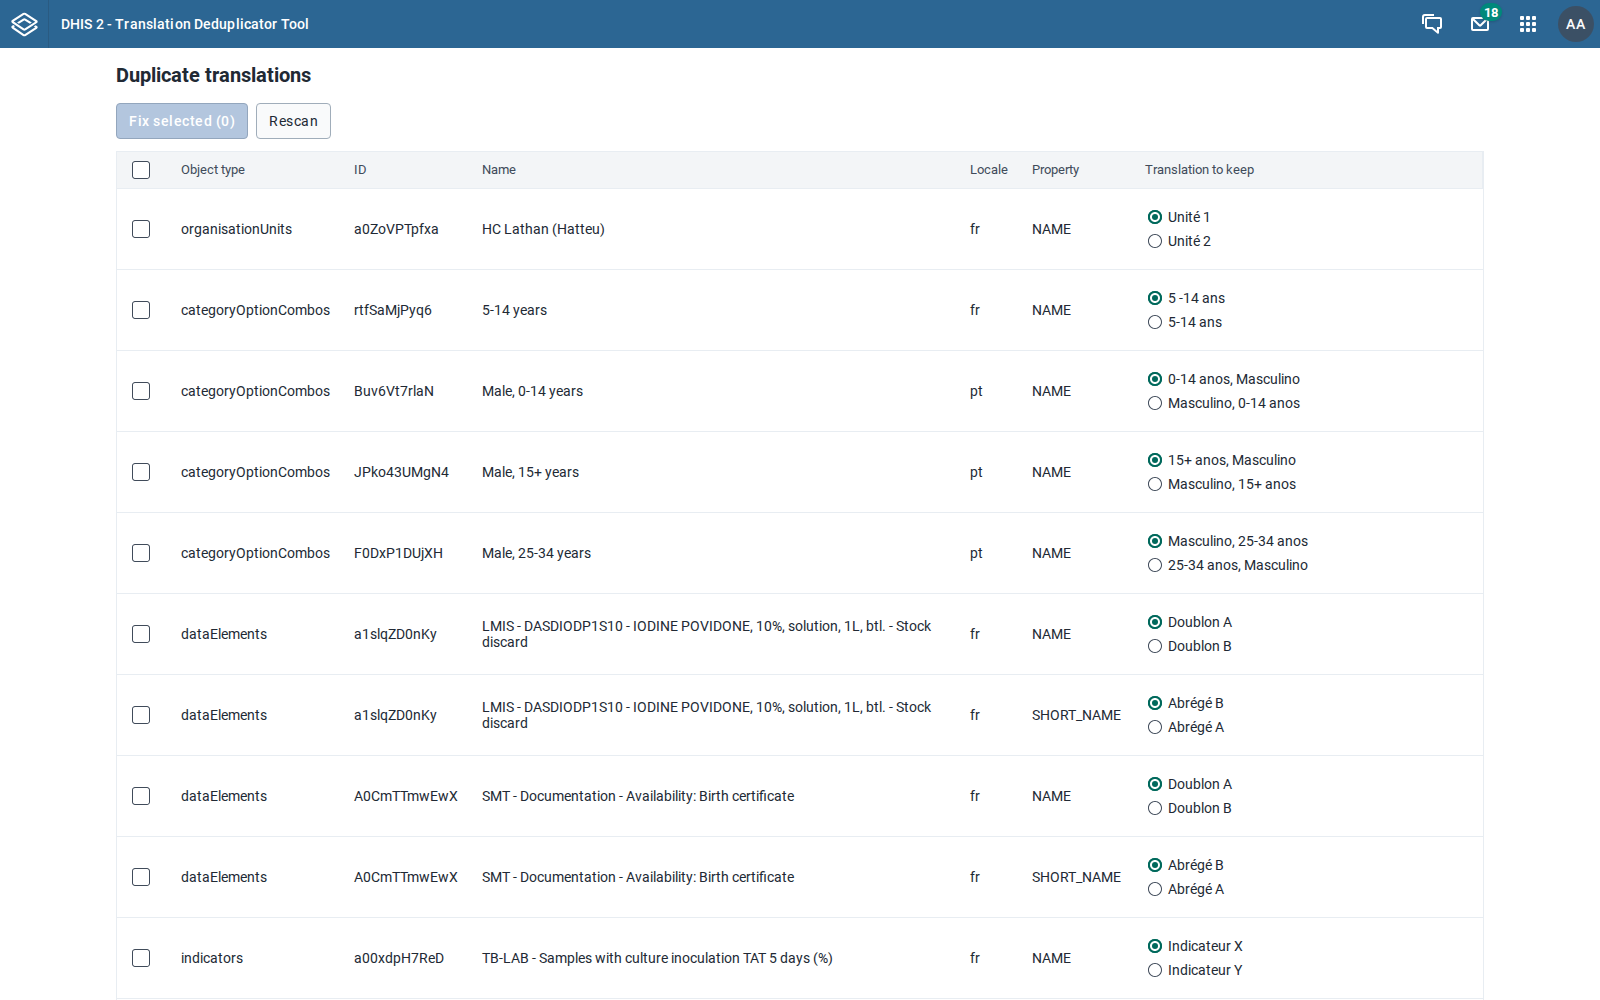 DHIS 2 - Translation Deduplicator Tool
18
AA
Duplicate translations
Fix selected (0)
Rescan
Object type ID Name Locale Property Translation to keep
organisationUnits a0ZoVPTpfxa HC Lathan (Hatteu) fr NAME
Unité 1
Unité 2
categoryOptionCombos rtfSaMjPyq6 5-14 years fr NAME
5 -14 ans
5-14 ans
categoryOptionCombos Buv6Vt7rlaN Male, 0-14 years pt NAME
0-14 anos, Masculino
Masculino, 0-14 anos
categoryOptionCombos JPko43UMgN4 Male, 15+ years pt NAME
15+ anos, Masculino
Masculino, 15+ anos
categoryOptionCombos F0DxP1DUjXH Male, 25-34 years pt NAME
Masculino, 25-34 anos
25-34 anos, Masculino
dataElements a1slqZD0nKy LMIS - DASDIODP1S10 - IODINE POVIDONE, 10%, solution, 1L, btl. - Stock
discard
fr NAME
Doublon A
Doublon B
dataElements a1slqZD0nKy LMIS - DASDIODP1S10 - IODINE POVIDONE, 10%, solution, 1L, btl. - Stock
discard
fr SHORT_NAME
Abrégé B
Abrégé A
dataElements A0CmTTmwEwX SMT - Documentation - Availability: Birth certificate fr NAME
Doublon A
Doublon B
dataElements A0CmTTmwEwX SMT - Documentation - Availability: Birth certificate fr SHORT_NAME
Abrégé B
Abrégé A
indicators a00xdpH7ReD TB-LAB - Samples with culture inoculation TAT 5 days (%) fr NAME
Indicateur X
Indicateur Y